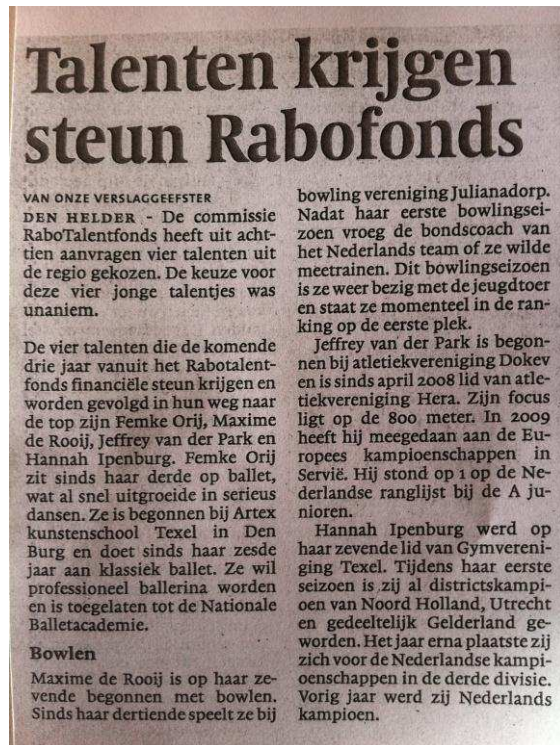 Talenten krijgen
steun Rabofonds
VAN ONZE VERSLAGGEEFSTER
DEN HELDER - De commissie
RaboTalentfonds heeft uit acht-
tien aanvragen vier talenten uit
de regio gekozen. De keuze voor
deze vier jonge talentjes was
unaniem.
De vier talenten die de komende
drie jaar vanuit het Rabotalent-
fonds financiële steun krijgen en
worden gevolgd in hun weg naar
de top zijn Femke Orij, Maxime
de Rooij, Jeffrey van der Park en
Hannah Ipenburg. Femke Orij
zit sinds haar derde op ballet,
wat al snel uitgroeide in serieus
dansen. Ze is begonnen bij Artex
kunstenschool Texel in Den
Burg en doet sinds haar zesde
jaar aan klassiek ballet. Ze wil
professioneel ballerina worden
en is toegelaten tot de Nationale
Balletacademie.
Bowlen
Maxime de Rooij is op haar ze-
vende begonnen met bowlen.
Sinds haar dertiende speelt ze bij
bowling vereniging Julianadorp.
Nadat haar eerste bowlingsei-
zoen vroeg de bondscoach van
het Nederlands team of ze wilde
meetrainen. Dit bowlingseizoen
is ze weer bezig met de jeugdtoer
en staat ze momenteel in de ran-
king op de eerste plek.
Jeffrey van der Park is begon-
nen bij atletiekvereniging Dokev
en is sinds april 2008 lid van atle-
tiekvereniging Hera. Zijn focus
ligt op de 800 meter. In 2009
heeft hij meegedaan aan de Eu-
ropees kampioenschappen in
Servië. Hij stond op 1 op de Ne-
derlandse ranglijst bij de A ju-
nioren.
Hannah Ipenburg werd op
haar zevende lid van Gymvereni-
ging Texel. Tijdens haar eerste
seizoen is zij al districtskampi-
oen van Noord Holland, Utrecht
en gedeeltelijk Gelderland ge-
worden. Het jaar erna plaatste zij
zich voor de Nederlandse kampi-
oenschappen in de derde divisie.
Vorig jaar werd zij Nederlands
kampioen.